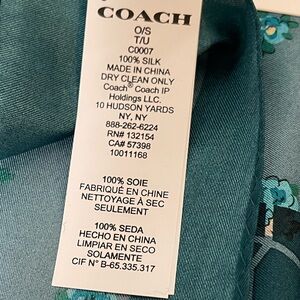 COACH
O/S
T/U
C0007
100% SILK
MADE IN CHINA
DRY CLEAN ONLY
Coach® Coach IP
Holdings LLC.
10 HUDSON YARDS
NY, NY
888-262-6224
RN# 132154
CA# 57398
10011168
100% SOIE
FABRIQUÉ EN CHINE
NETTOYAGE À SEC
SEULEMENT
100% SEDA
HECHO EN CHINA
LIMPIAR EN SECO
SOLAMENTE
CIF N° B-65.335.317